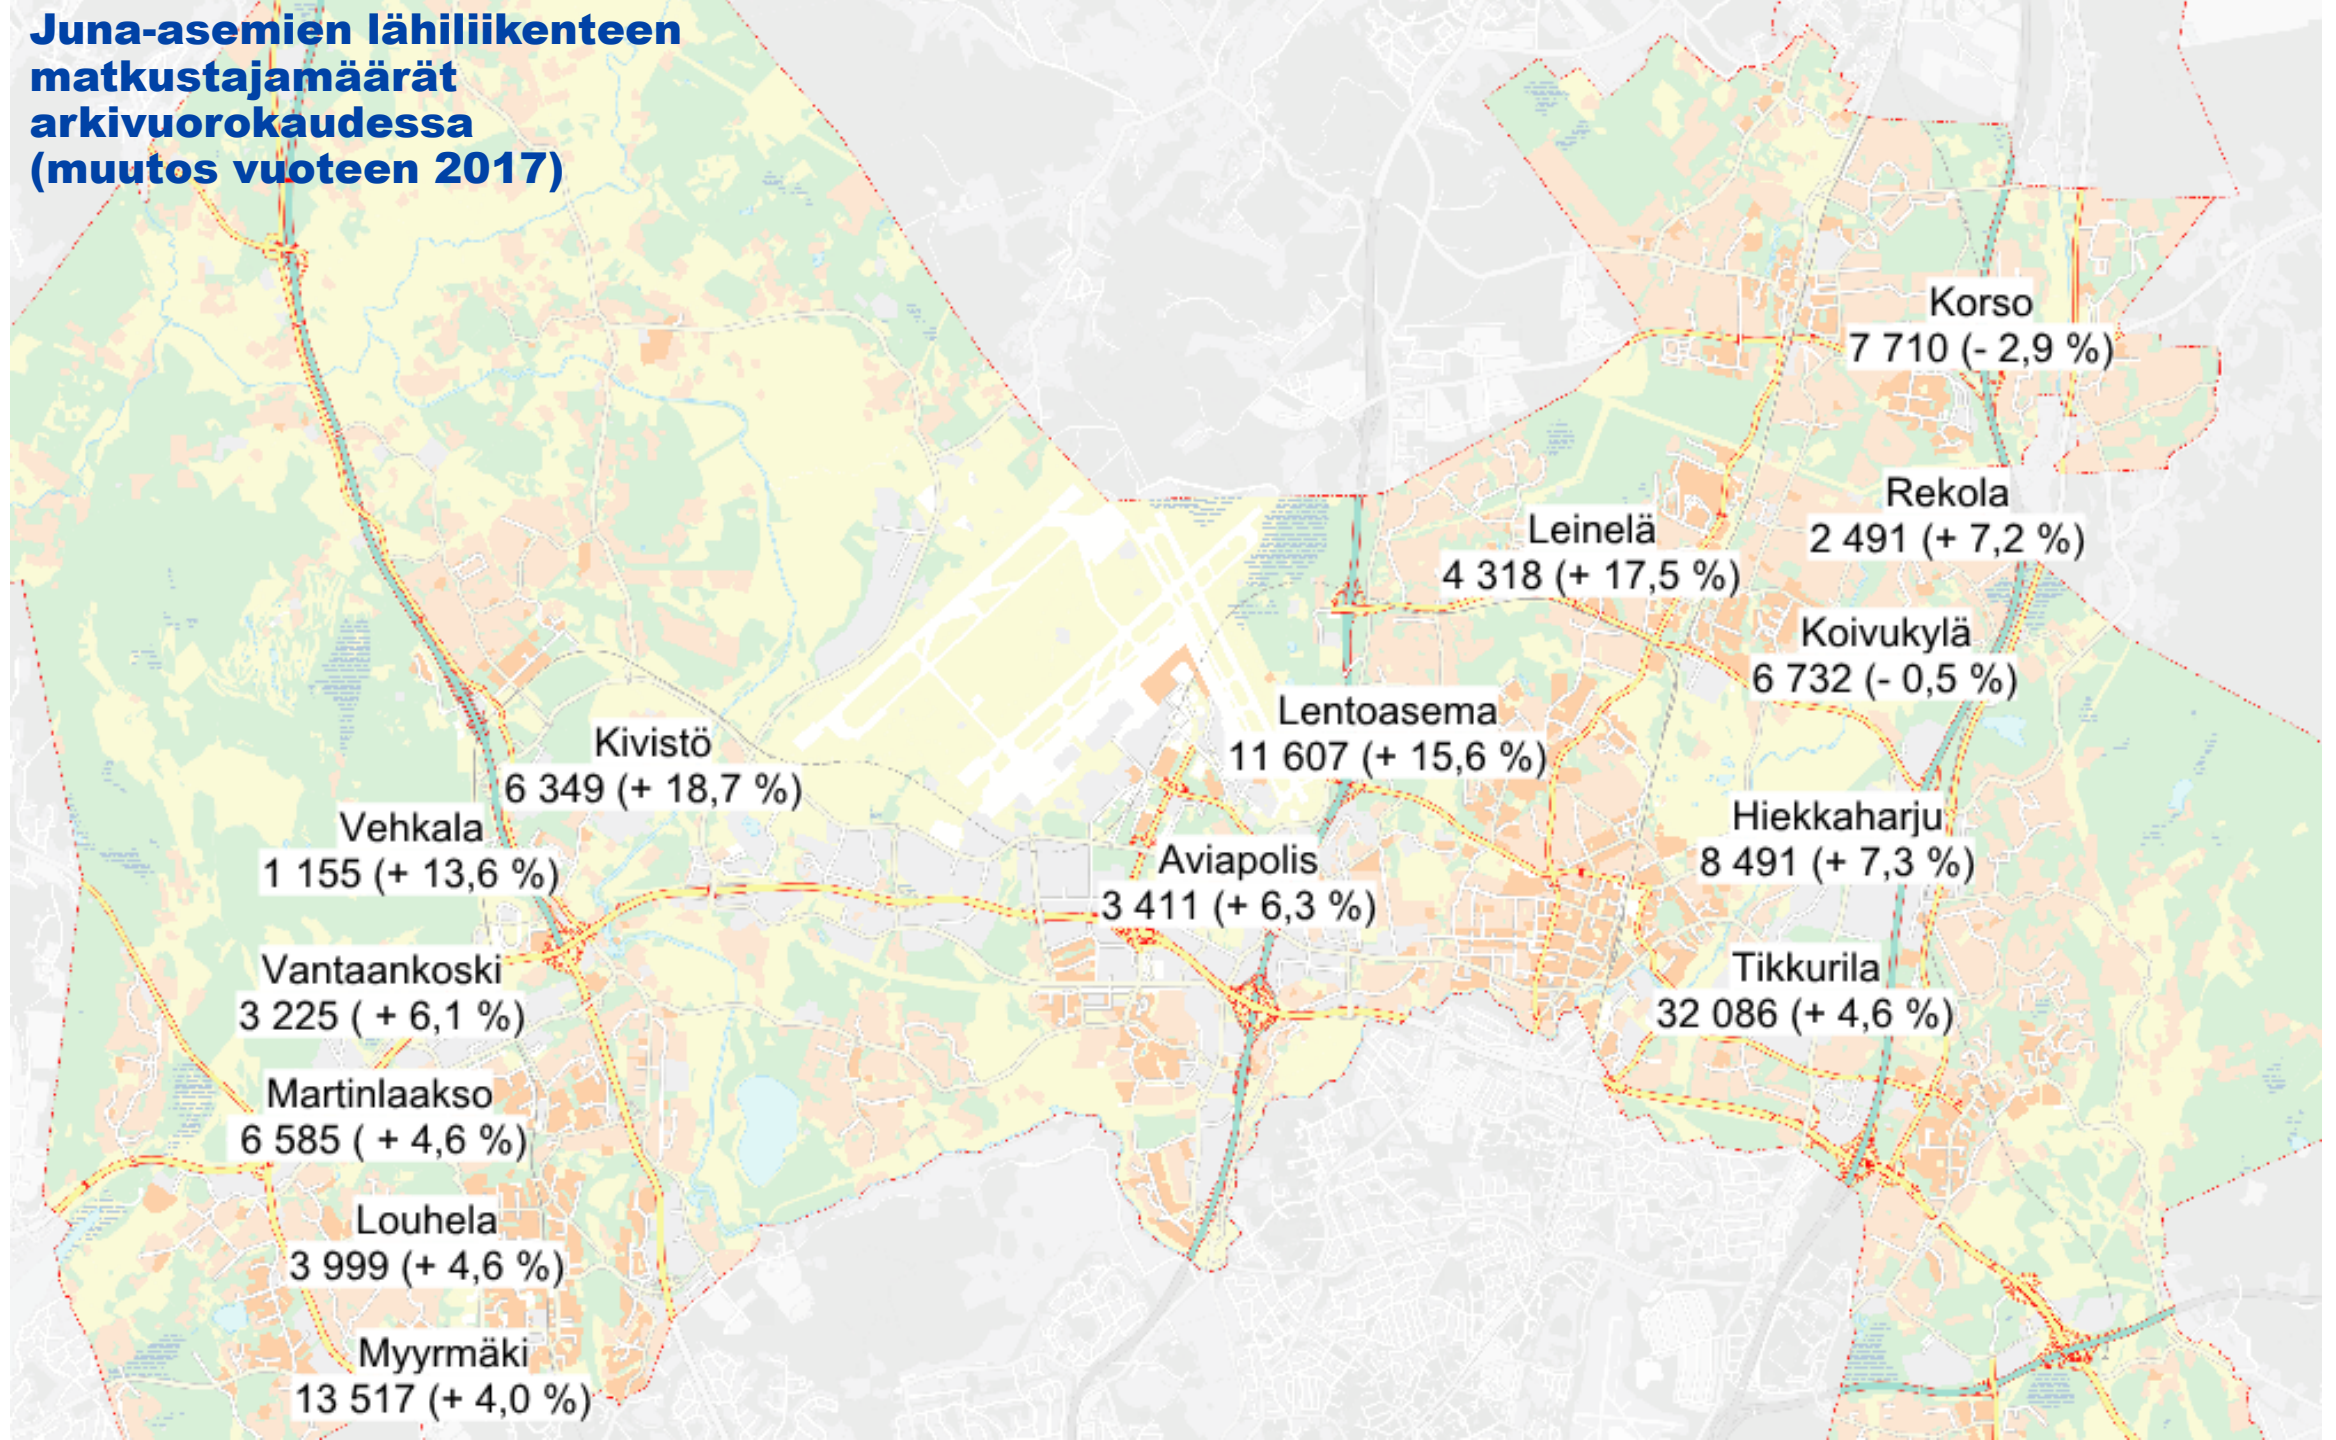 Juna-asemien lähiliikenteen
matkustajamäärät
arkivuorokaudessa
(muutos vuoteen 2017)
Korso
7 710 (- 2,9 %)
Rekola
2 491 (+ 7,2 %)
Leinelä
4 318 (+ 17,5 %)
Koivukylä
6 732 (- 0,5 %)
Lentoasema
11 607 (+ 15,6 %)
Kivistö
6 349 (+ 18,7 %)
Vehkala
1 155 (+ 13,6 %)
Hiekkaharju
8 491 (+ 7,3 %)
Aviapolis
3 411 (+ 6,3 %)
Vantaankoski
3 225 ( + 6,1 %)
Tikkurila
32 086 (+ 4,6 %)
Martinlaakso
6 585 ( + 4,6 %)
Louhela
3 999 (+ 4,6 %)
Myyrmäki
13 517 (+ 4,0 %)